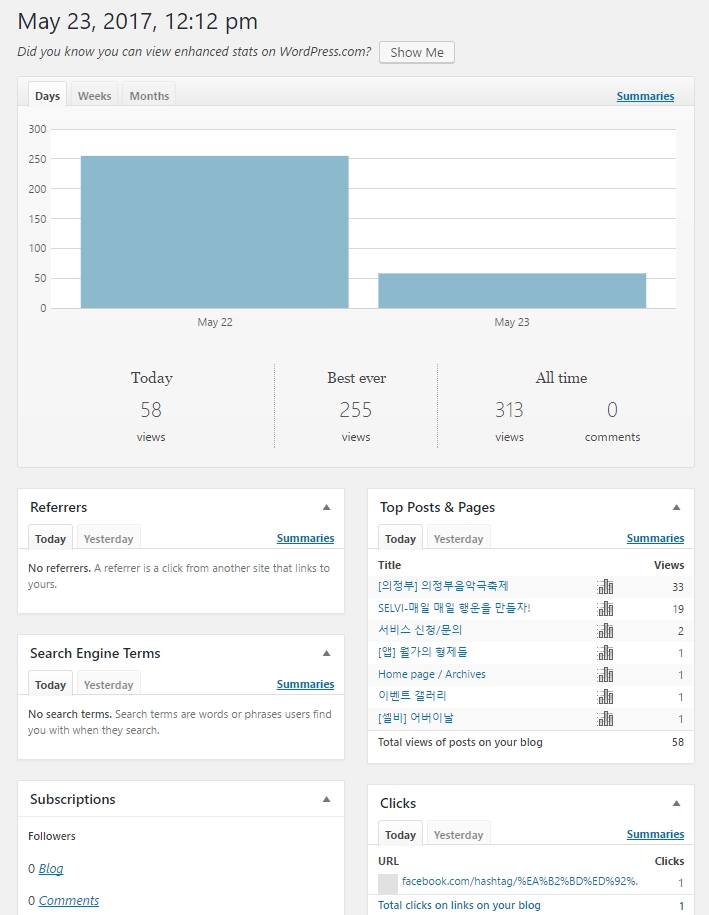 May 23, 2017, 12:12 pm
Did you know you can view enhanced stats on WordPress.com? Show Me
Days Weeks Months Summaries
300
250
200
150
100
50
0
May 22 May 23
Today Best ever All time
58 255 313 0
views views views comments
Referrers
Today Yesterday Summaries
No referrers. A referrer is a click from another site that links to
yours.
Search Engine Terms
Today Yesterday Summaries
No search terms. Search terms are words or phrases users find
you with when they search.
Subscriptions
Followers
0 Blog
0 Comments
Top Posts & Pages
Today Yesterday Summaries
Title Views
[의정부] 의정부음악극축제 33
SELVI-매일 매일 행운을 만들자! 19
서비스 신청/문의 2
[앱] 월가의 형제들 1
Home page / Archives 1
이벤트 갤러리 1
[셀비] 어버이날 1
Total views of posts on your blog 58
Clicks
Today Yesterday Summaries
URL Clicks
facebook.com/hashtag/%EA%B2%BD%ED%92%. 1
Total clicks on links on your blog 1